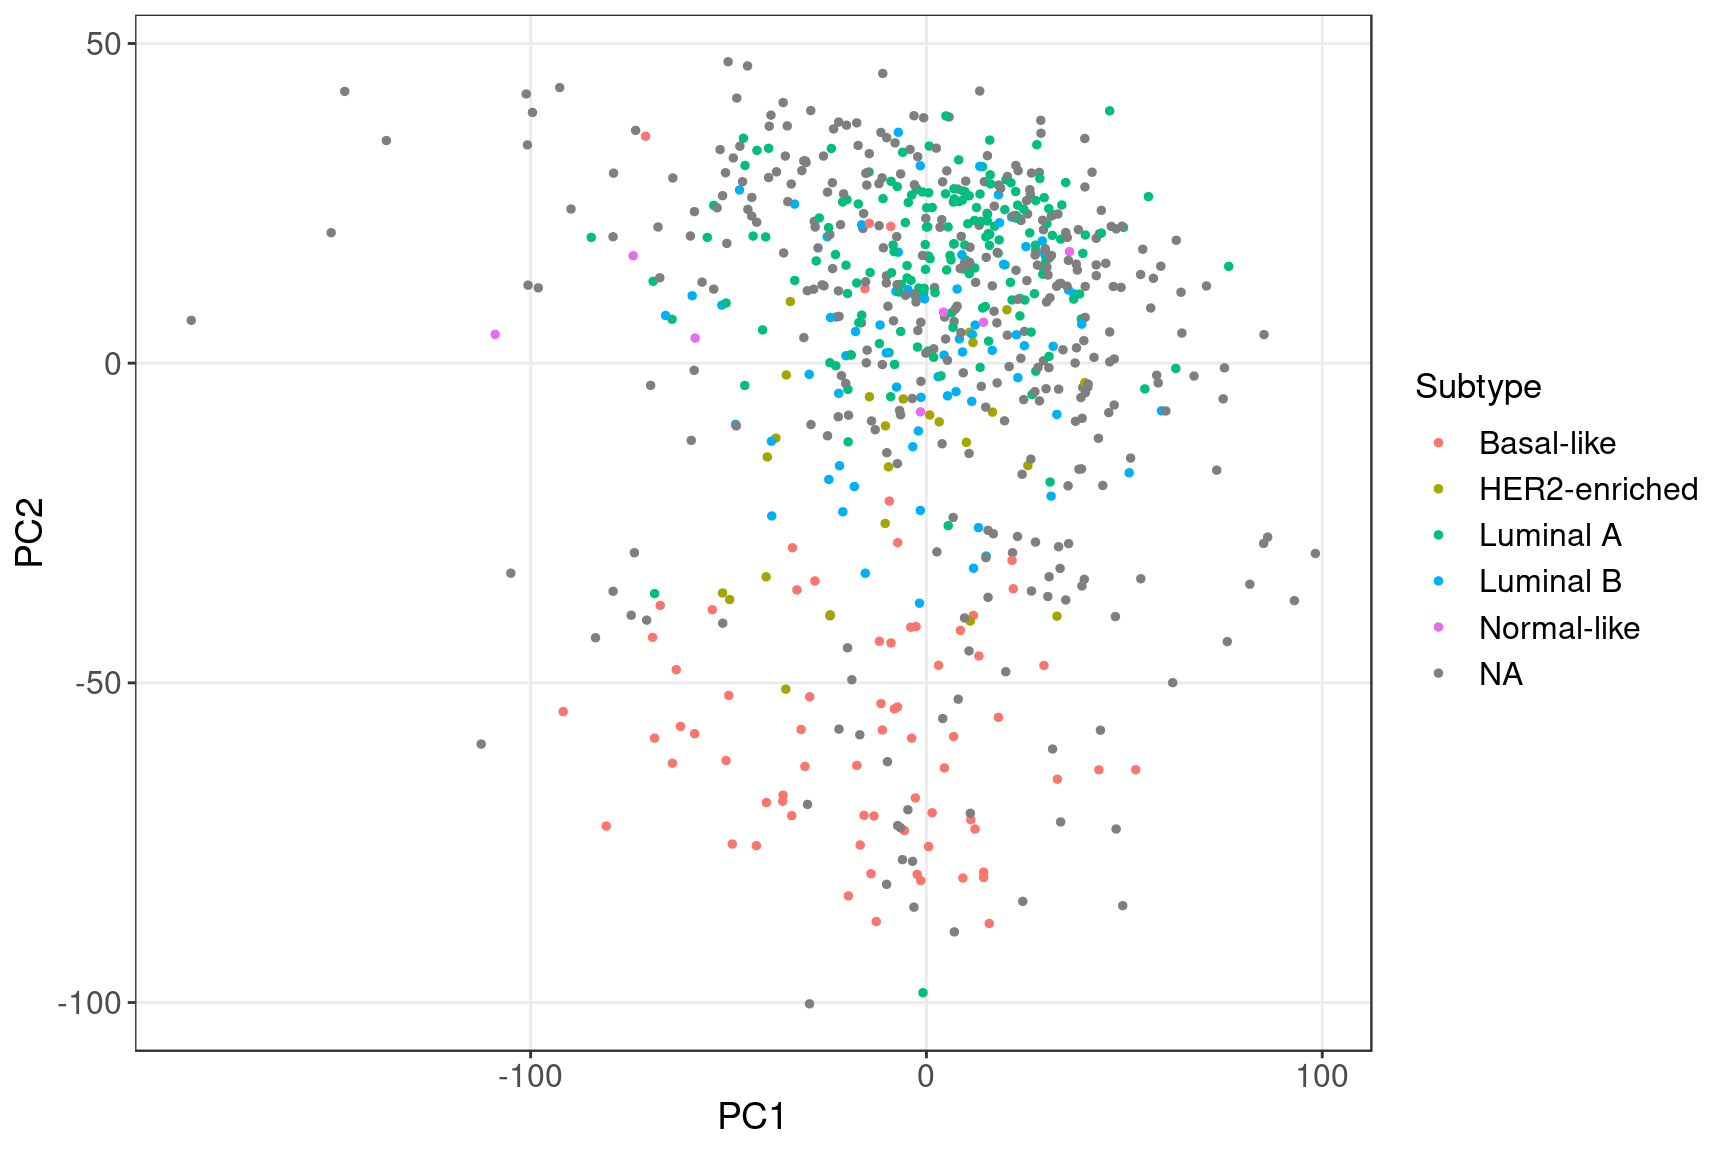 50
0
-50
-100
PC2
-100
0
100
PC1
Subtype
Basal-like
HER2-enriched
Luminal A
Luminal B
Normal-like
NA